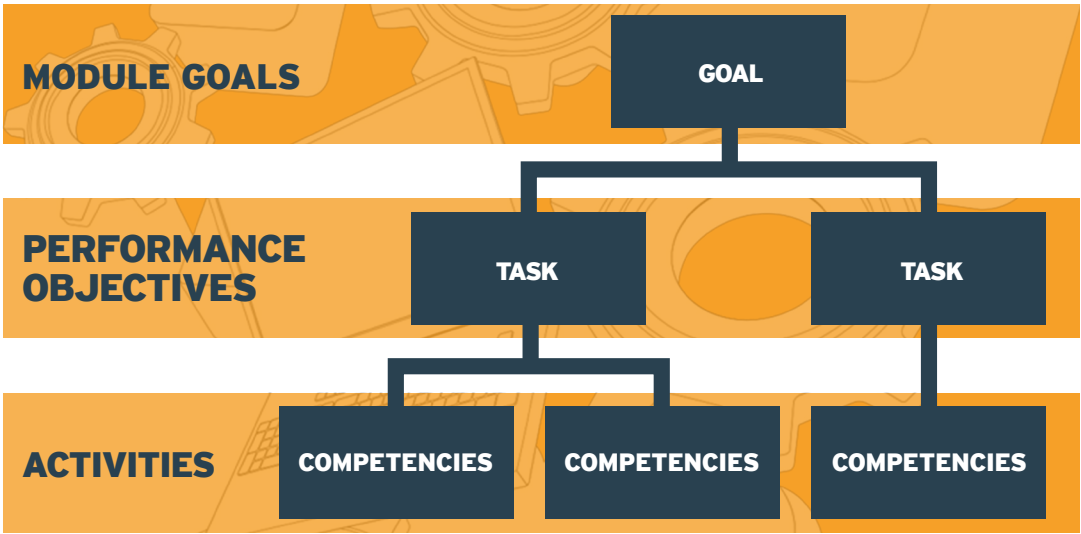 MODULE GOALS
GOAL
PERFORMANCE
OBJECTIVES
TASK
TASK
ACTIVITIES
COMPETENCIES
COMPETENCIES
COMPETENCIES